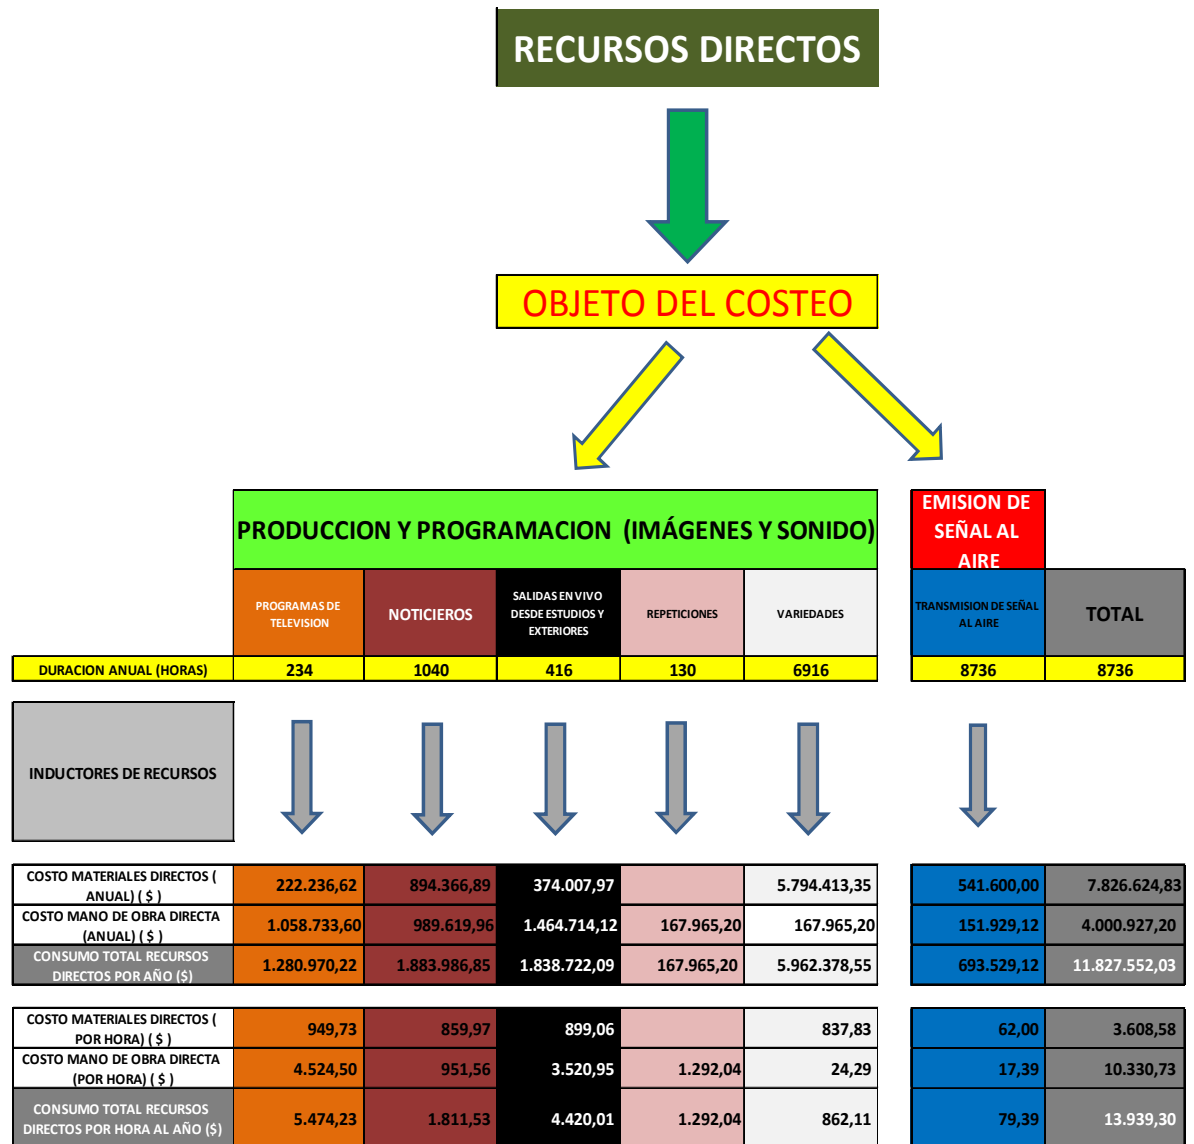 RECURSOS DIRECTOS
OBJETO DEL COSTEO
PRODUCCION Y PROGRAMACION (IMÁGENES Y SONIDO)
EMISION DE
SEÑAL AL
AIRE
PROGRAMAS DE
TELEVISION
NOTICIEROS
SALIDAS EN VIVO
DESDE ESTUDIOS Y
EXTERIORES
REPETICIONES
VARIEDADES
TRANSMISION DE SEÑAL
AL AIRE
TOTAL
DURACION ANUAL (HORAS) 234 1040 416 130 6916 8736 8736
INDUCTORES DE RECURSOS
COSTO MATERIALES DIRECTOS (
ANUAL) ( $ )
222.236,62 894.366,89 374.007,97 5.794.413,35 541.600,00 7.826.624,83
COSTO MANO DE OBRA DIRECTA
(ANUAL) ( $ )
1.058.733,60 989.619,96 1.464.714,12 167.965,20 167.965,20 151.929,12 4.000.927,20
CONSUMO TOTAL RECURSOS
DIRECTOS POR AÑO ($)
1.280.970,22 1.883.986,85 1.838.722,09 167.965,20 5.962.378,55 693.529,12 11.827.552,03
COSTO MATERIALES DIRECTOS (
POR HORA) ( $ )
949,73 859,97 899,06 837,83 62,00 3.608,58
COSTO MANO DE OBRA DIRECTA
(POR HORA) ( $ )
4.524,50 951,56 3.520,95 1.292,04 24,29 17,39 10.330,73
CONSUMO TOTAL RECURSOS
DIRECTOS POR HORA AL AÑO ($)
5.474,23 1.811,53 4.420,01 1.292,04 862,11 79,39 13.939,30